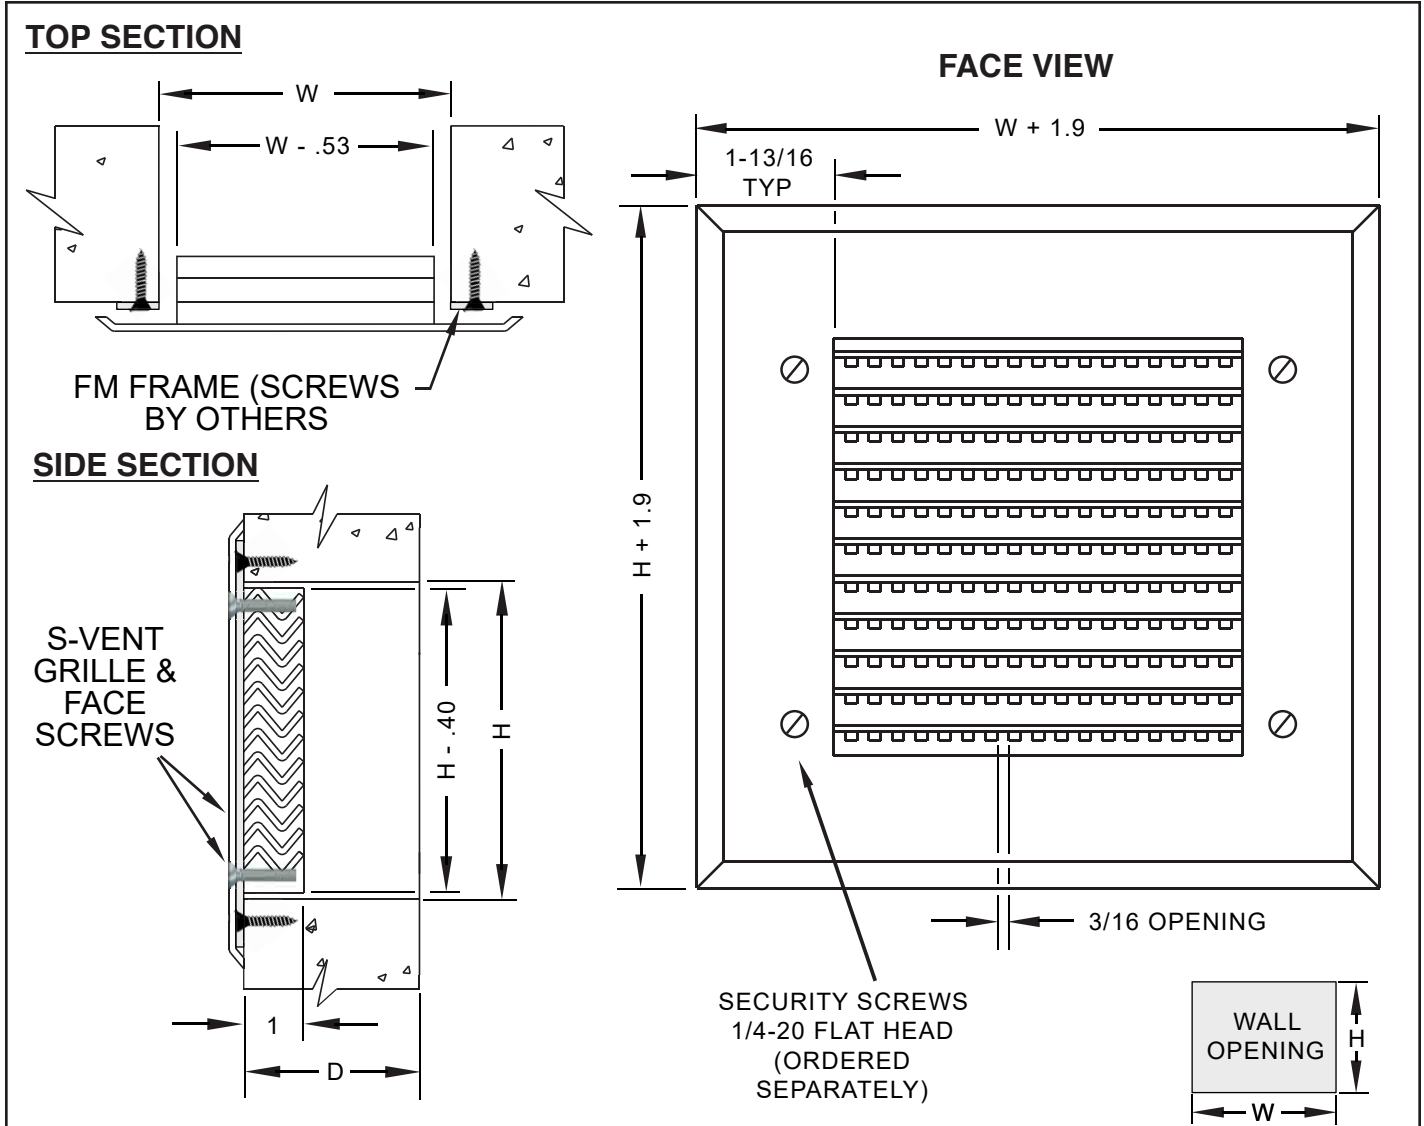 TOP SECTION
W
W - .53
FM FRAME (SCREWS
BY OTHERS
SIDE SECTION
S-VENT
GRILLE &
FACE
SCREWS
H - .40
H
1
D
FACE VIEW
W + 1.9
1-13/16
TYP
H + 1.9
3/16 OPENING
SECURITY SCREWS
1/4-20 FLAT HEAD
(ORDERED
SEPARATELY)
WALL
OPENING
H
W